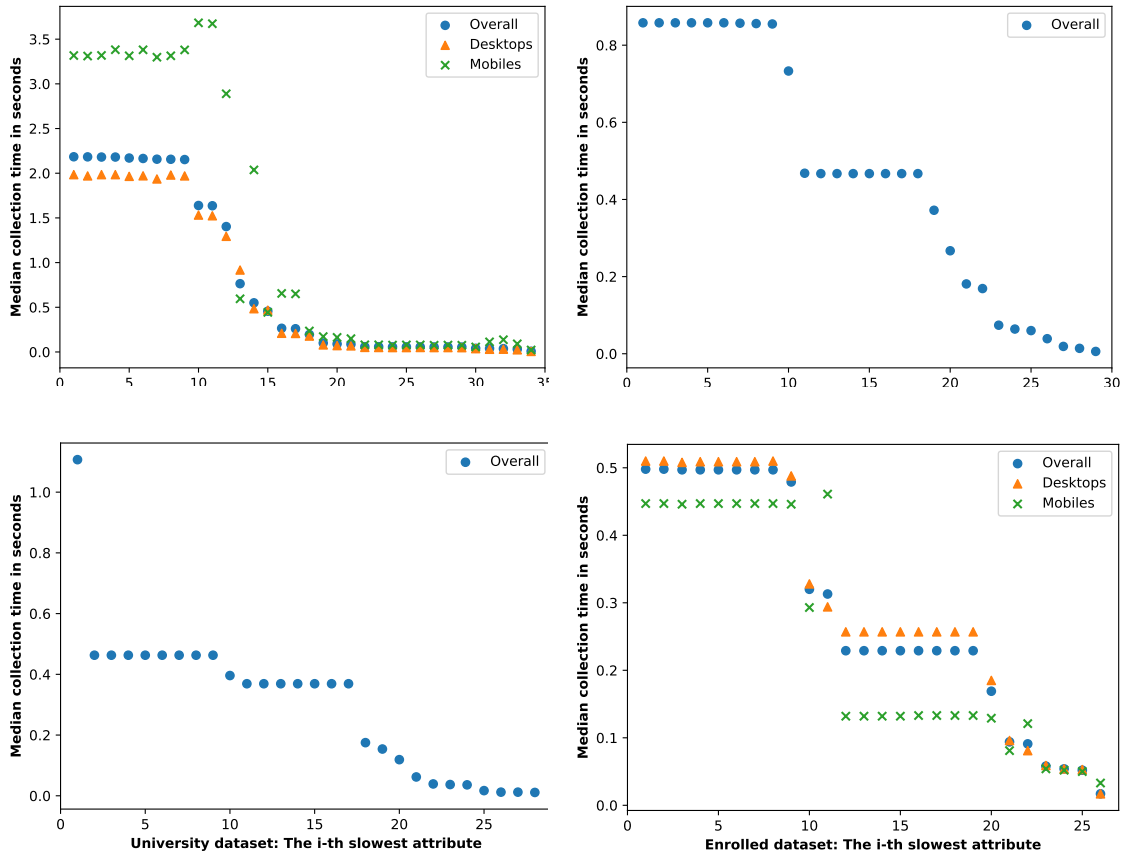 Median collection time in seconds
3.5
3.0
2.5
2.0
1.5
1.0
0.5
0.0
0 5 10 15 20 25 30 35
Overall
Desktops
Mobiles
Median collection time in seconds
0.8
0.6
0.4
0.2
0.0
0 5 10 15 20 25 30
Overall
Median collection time in seconds
1.0
0.8
0.6
0.4
0.2
0.0
0 5 10 15 20 25
University dataset: The i-th slowest attribute
Overall
Median collection time in seconds
0.5
0.4
0.3
0.2
0.1
0.0
0 5 10 15 20 25
Enrolled dataset: The i-th slowest attribute
Overall
Desktops
Mobiles